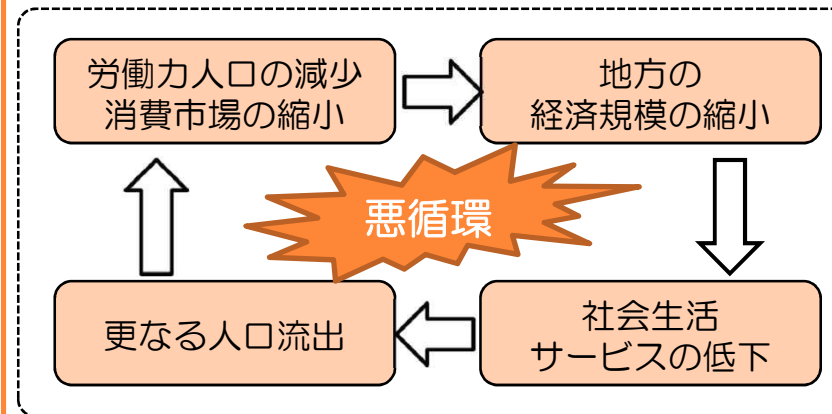 労働力人口の減少
消費市場の縮小
地方の
経済規模の縮小
悪循環
更なる人口流出
社会生活
サービスの低下